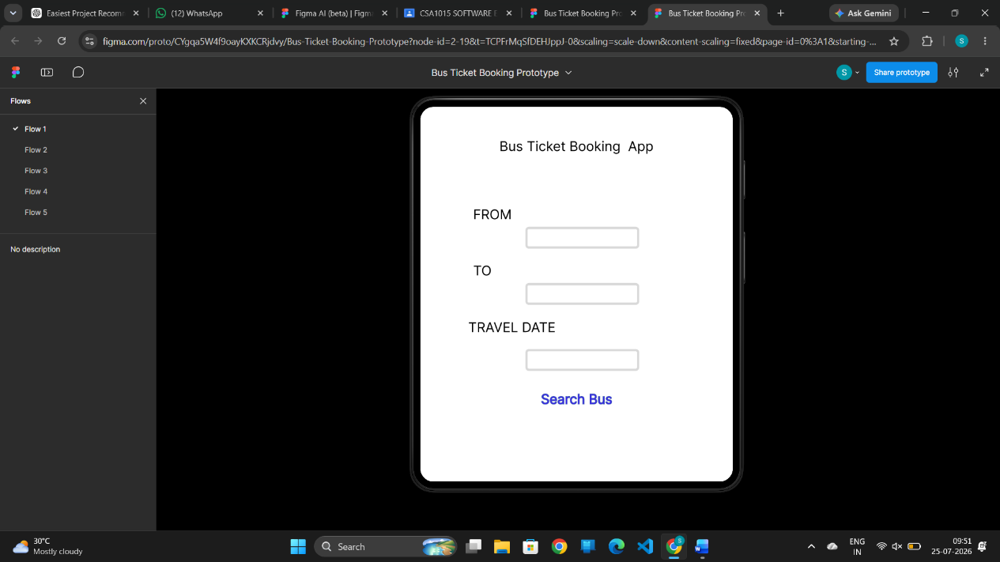 Easiest Project Recomm
(12) WhatsApp
Figma AI (beta) | Figma
CSA1015 SOFTWARE E
Bus Ticket Booking Pro
Bus Ticket Booking Pro
Ask Gemini
figma.com/proto/CYgqa5W4f9oayKXKCRjdvy/Bus-Ticket-Booking-Prototype?node-id=2-19&t=TCPFrMqSfDEHJppJ-0&scaling=scale-down&content-scaling=fixed&page-id=0%3A1&starting-...
S
Bus Ticket Booking Prototype
S
Share prototype
Flows
Flow 1
Flow 2
Flow 3
Flow 4
Flow 5
No description
Bus Ticket Booking App
FROM
TO
TRAVEL DATE
Search Bus
30°C
Mostly cloudy
Search
ENG
IN
09:51
25-07-2026